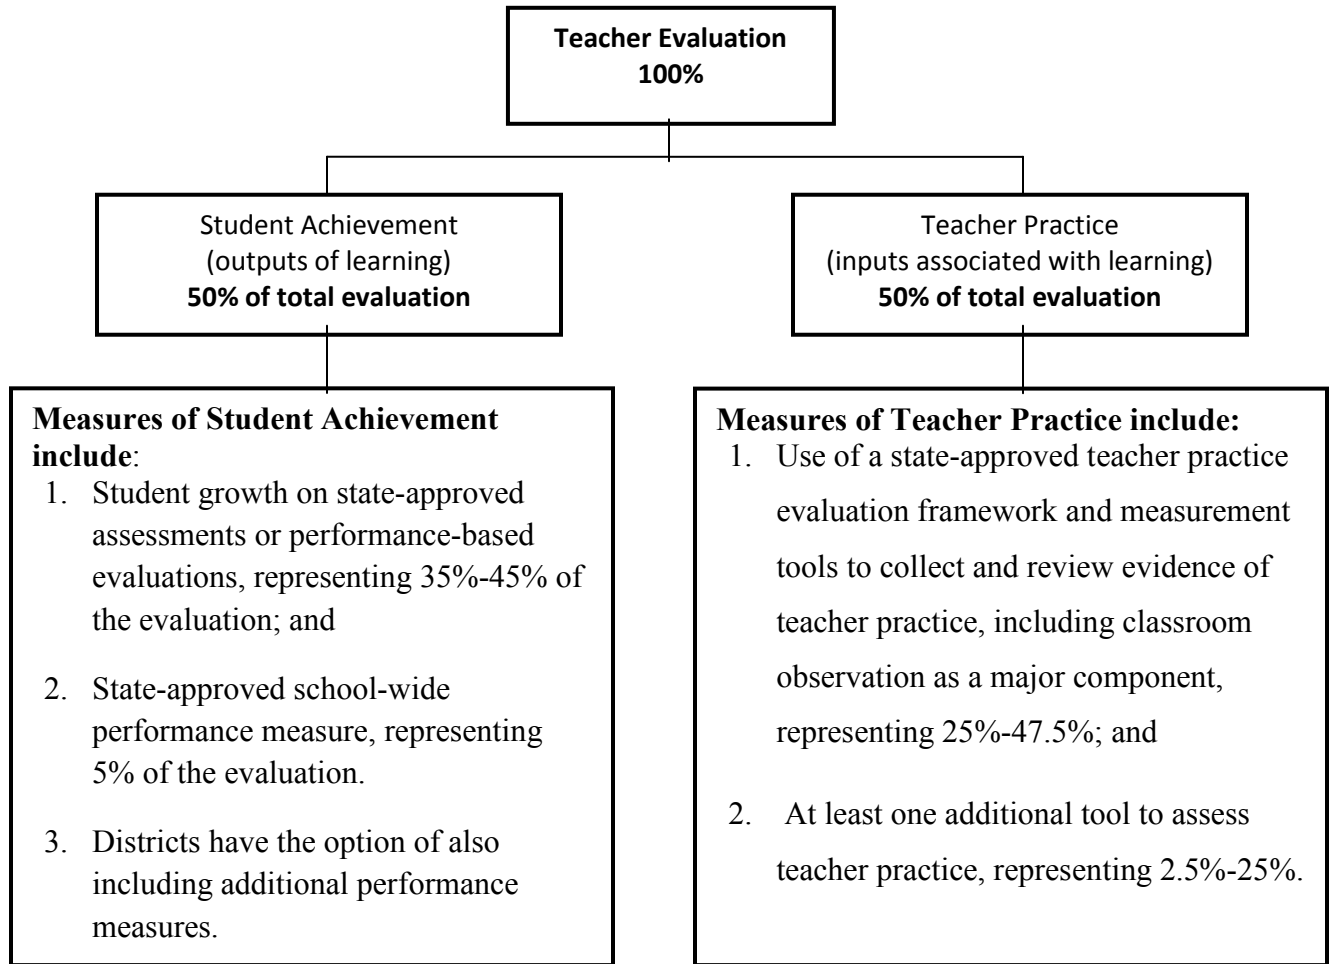 Teacher Evaluation
100%
Student Achievement
(outputs of learning)
50% of total evaluation
Teacher Practice
(inputs associated with learning)
50% of total evaluation
Measures of Student Achievement
include:
1. Student growth on state-approved
assessments or performance-based
evaluations, representing 35%-45% of
the evaluation; and
2. State-approved school-wide
performance measure, representing
5% of the evaluation.
3. Districts have the option of also
including additional performance
measures.
Measures of Teacher Practice include:
1. Use of a state-approved teacher practice
evaluation framework and measurement
tools to collect and review evidence of
teacher practice, including classroom
observation as a major component,
representing 25%-47.5%; and
2. At least one additional tool to assess
teacher practice, representing 2.5%-25%.